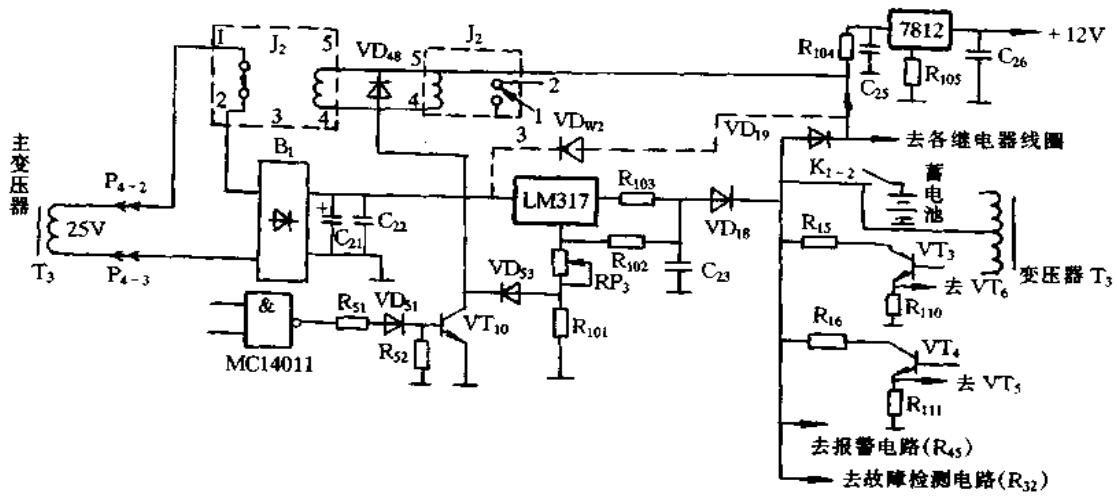 1
J₂
5
2
3
4
VD₄₈
J₂
5
4
2
1
3
R₁₀₄
7812
+12V
C₂₅
R₁₀₅
C₂₆
VD_W2
VD₁₉
去各继电器线圈
主变压器
T₃
25V
P₄₋₂
P₄₋₃
B₁
+
C₂₁
C₂₂
LM317
R₁₀₃
VD₁₈
R₁₀₂
C₂₃
RP₃
VD₅₃
R₁₀₁
K₁₋₂
蓄电池
R₁₅
VT₃
去 VT₆
R₁₁₀
变压器 T₃
R₁₆
VT₄
去 VT₅
R₁₁₁
&
MC14011
R₅₁
VD₅₁
R₅₂
VT₁₀
去报警电路(R₄₅)
去故障检测电路(R₃₂)